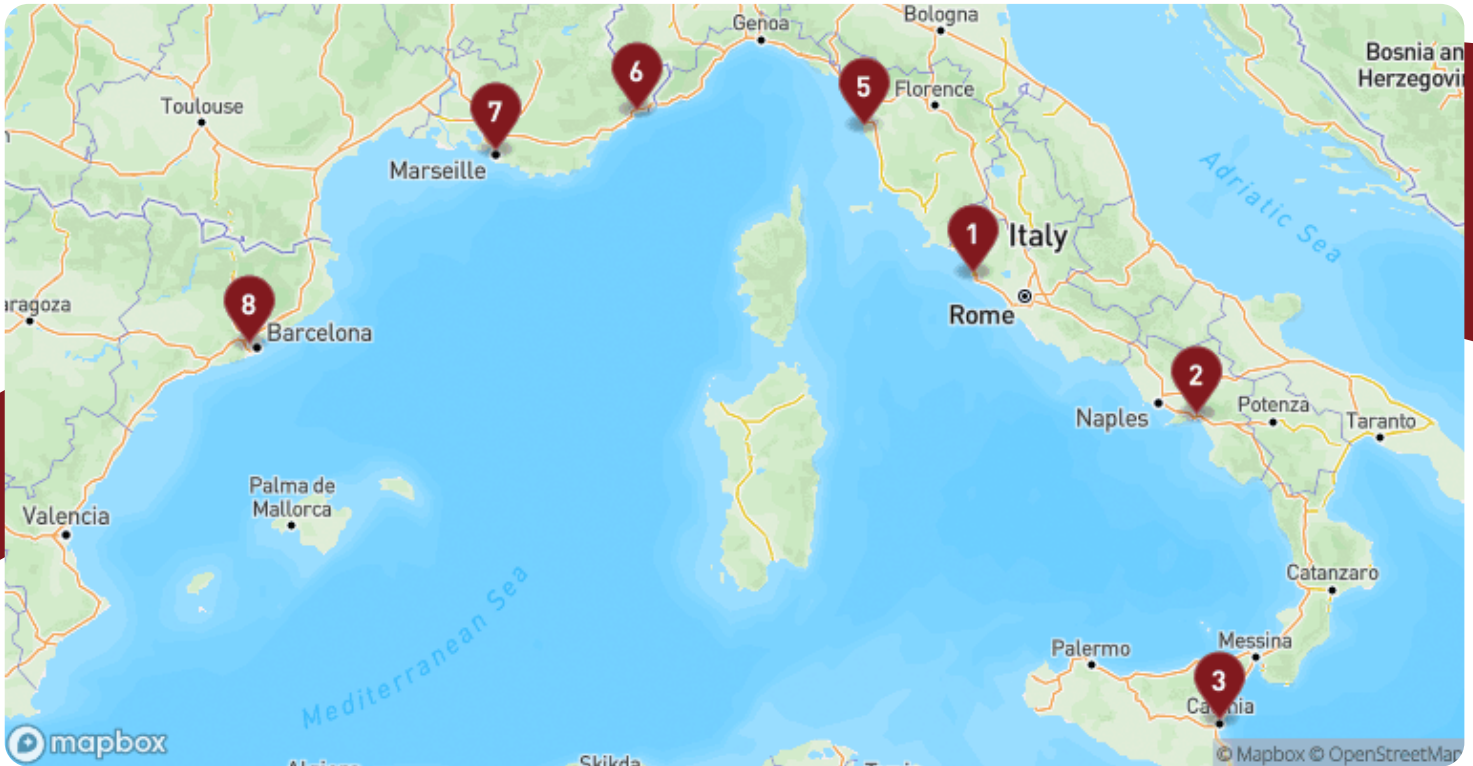 Genoa
Bologna
Bosnia an
Herzegovi
6
5
Florence
Toulouse
7
Marseille
Adriatic Sea
1
Italy
aragoza
8
Barcelona
Rome
2
Naples
Potenza
Taranto
Palma de
Mallorca
Valencia
Mediterranean Sea
Catanzaro
Messina
Palermo
3
mapbox
© Mapbox © OpenStreetMap
Skikda